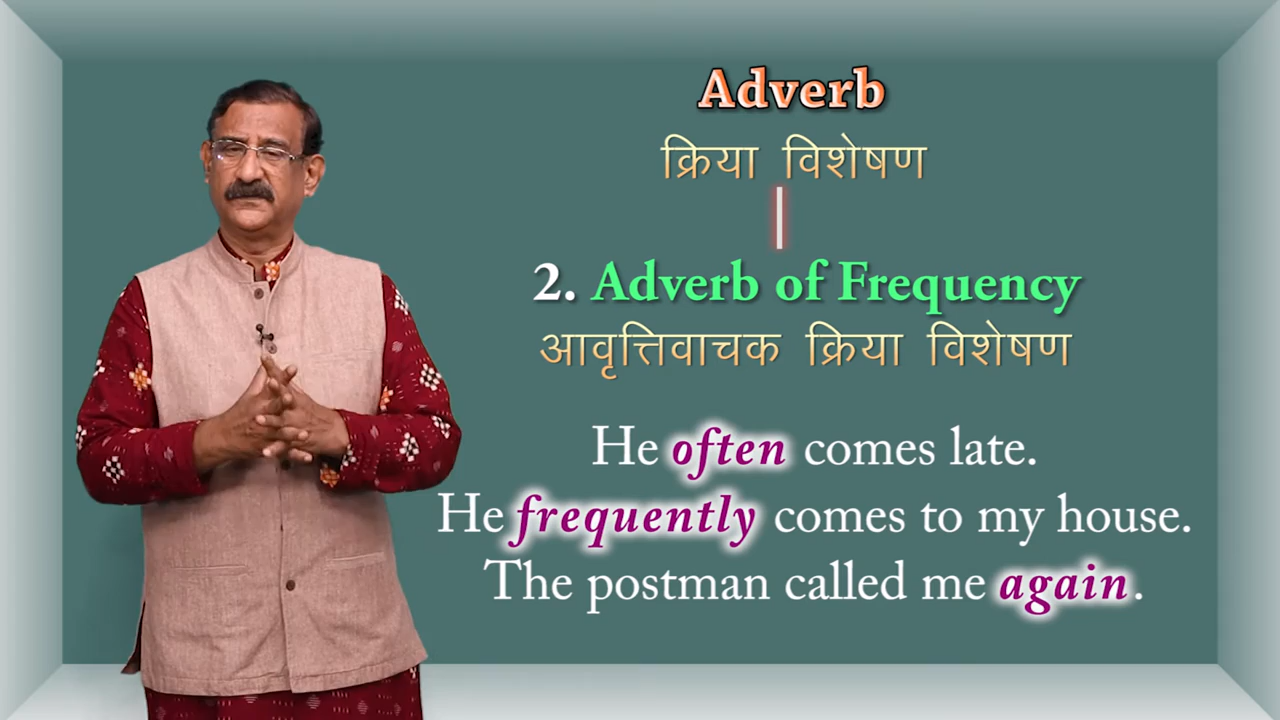 Adverb
क्रिया विशेषण
2. Adverb of Frequency
आवृत्तिवाचक क्रिया विशेषण
He often comes late.
He frequently comes to my house.
The postman called me again.